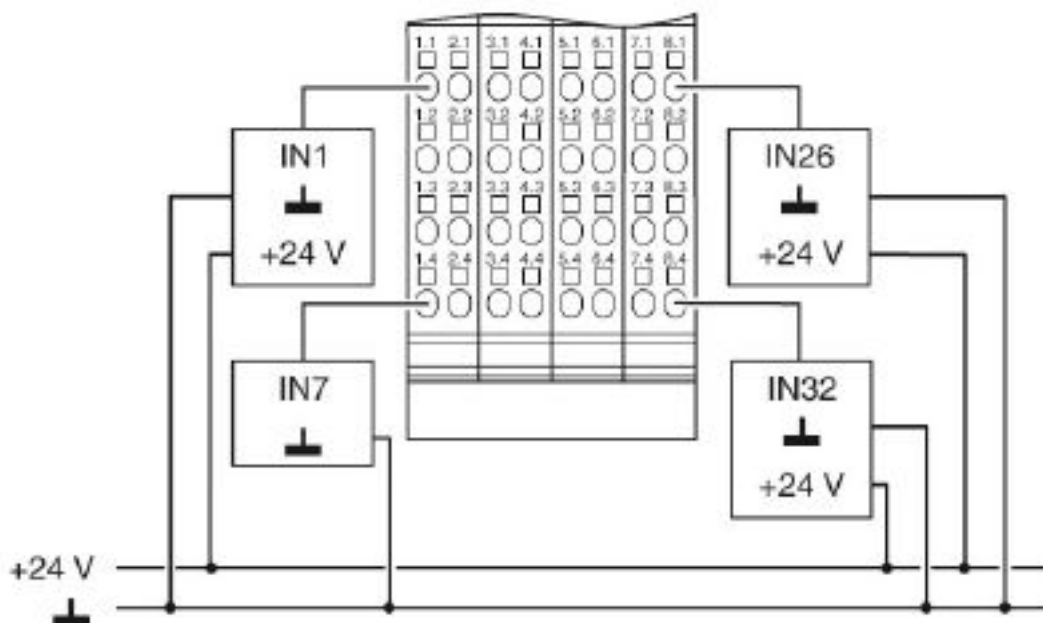 1.1 2.1 3.1 4.1 5.1 6.1 7.1 8.1
1.2 2.2 3.2 4.2 5.2 6.2 7.2 8.2
IN1
IN26
1.3 2.3 3.3 4.3 5.3 6.3 7.3 8.3
+24 V
+24 V
1.4 2.4 3.4 4.4 5.4 6.4 7.4 8.4
IN7
IN32
+24 V
+24 V